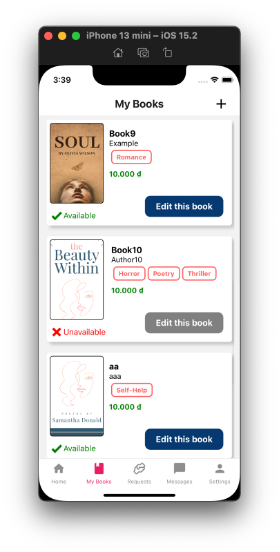 iPhone 13 mini – iOS 15.2
3:39
My Books
SOUL
BY OLIVIA WILSON
Book9
Example
Romance
10.000 đ
Available
Edit this book
the
Beauty
Within
Book10
Author10
Horror
Poetry
Thriller
10.000 đ
Unavailable
Edit this book
POETRY BY
Samantha Donald
aa
aaa
Self-Help
10.000 đ
Available
Edit this book
Home
My Books
Requests
Messages
Settings